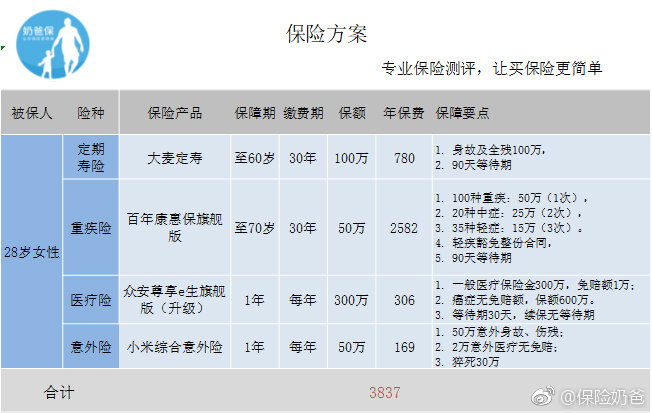 奶爸保
保险方案
专业保险测评，让买保险更简单
被保人 险种 保险产品 保障期 缴费期 保额 年保费 保障要点
28岁女性
定期
寿险
大麦定寿 至60岁 30年 100万 780
1. 身故及全残100万，
2. 90天等待期
重疾险
百年康惠保旗舰
版
至70岁 30年 50万 2582
1. 100种重疾：50万（1次），
2. 20种中症：25万（2次），
3. 35种轻症：15万（3次）。
4. 轻疾豁免整份合同，
5. 90天等待期
医疗险
众安尊享e生旗舰
版（升级）
1年 每年 300万 306
1. 一般医疗保险金300万，免赔额1万；
2. 癌症无免赔额，保额600万。
3. 等待期30天，续保无等待期
意外险 小米综合意外险 1年 每年 50万 169
1. 50万意外身故、伤残；
2. 2万意外医疗无免赔；
3. 猝死30万
合计 3837
@保险奶爸